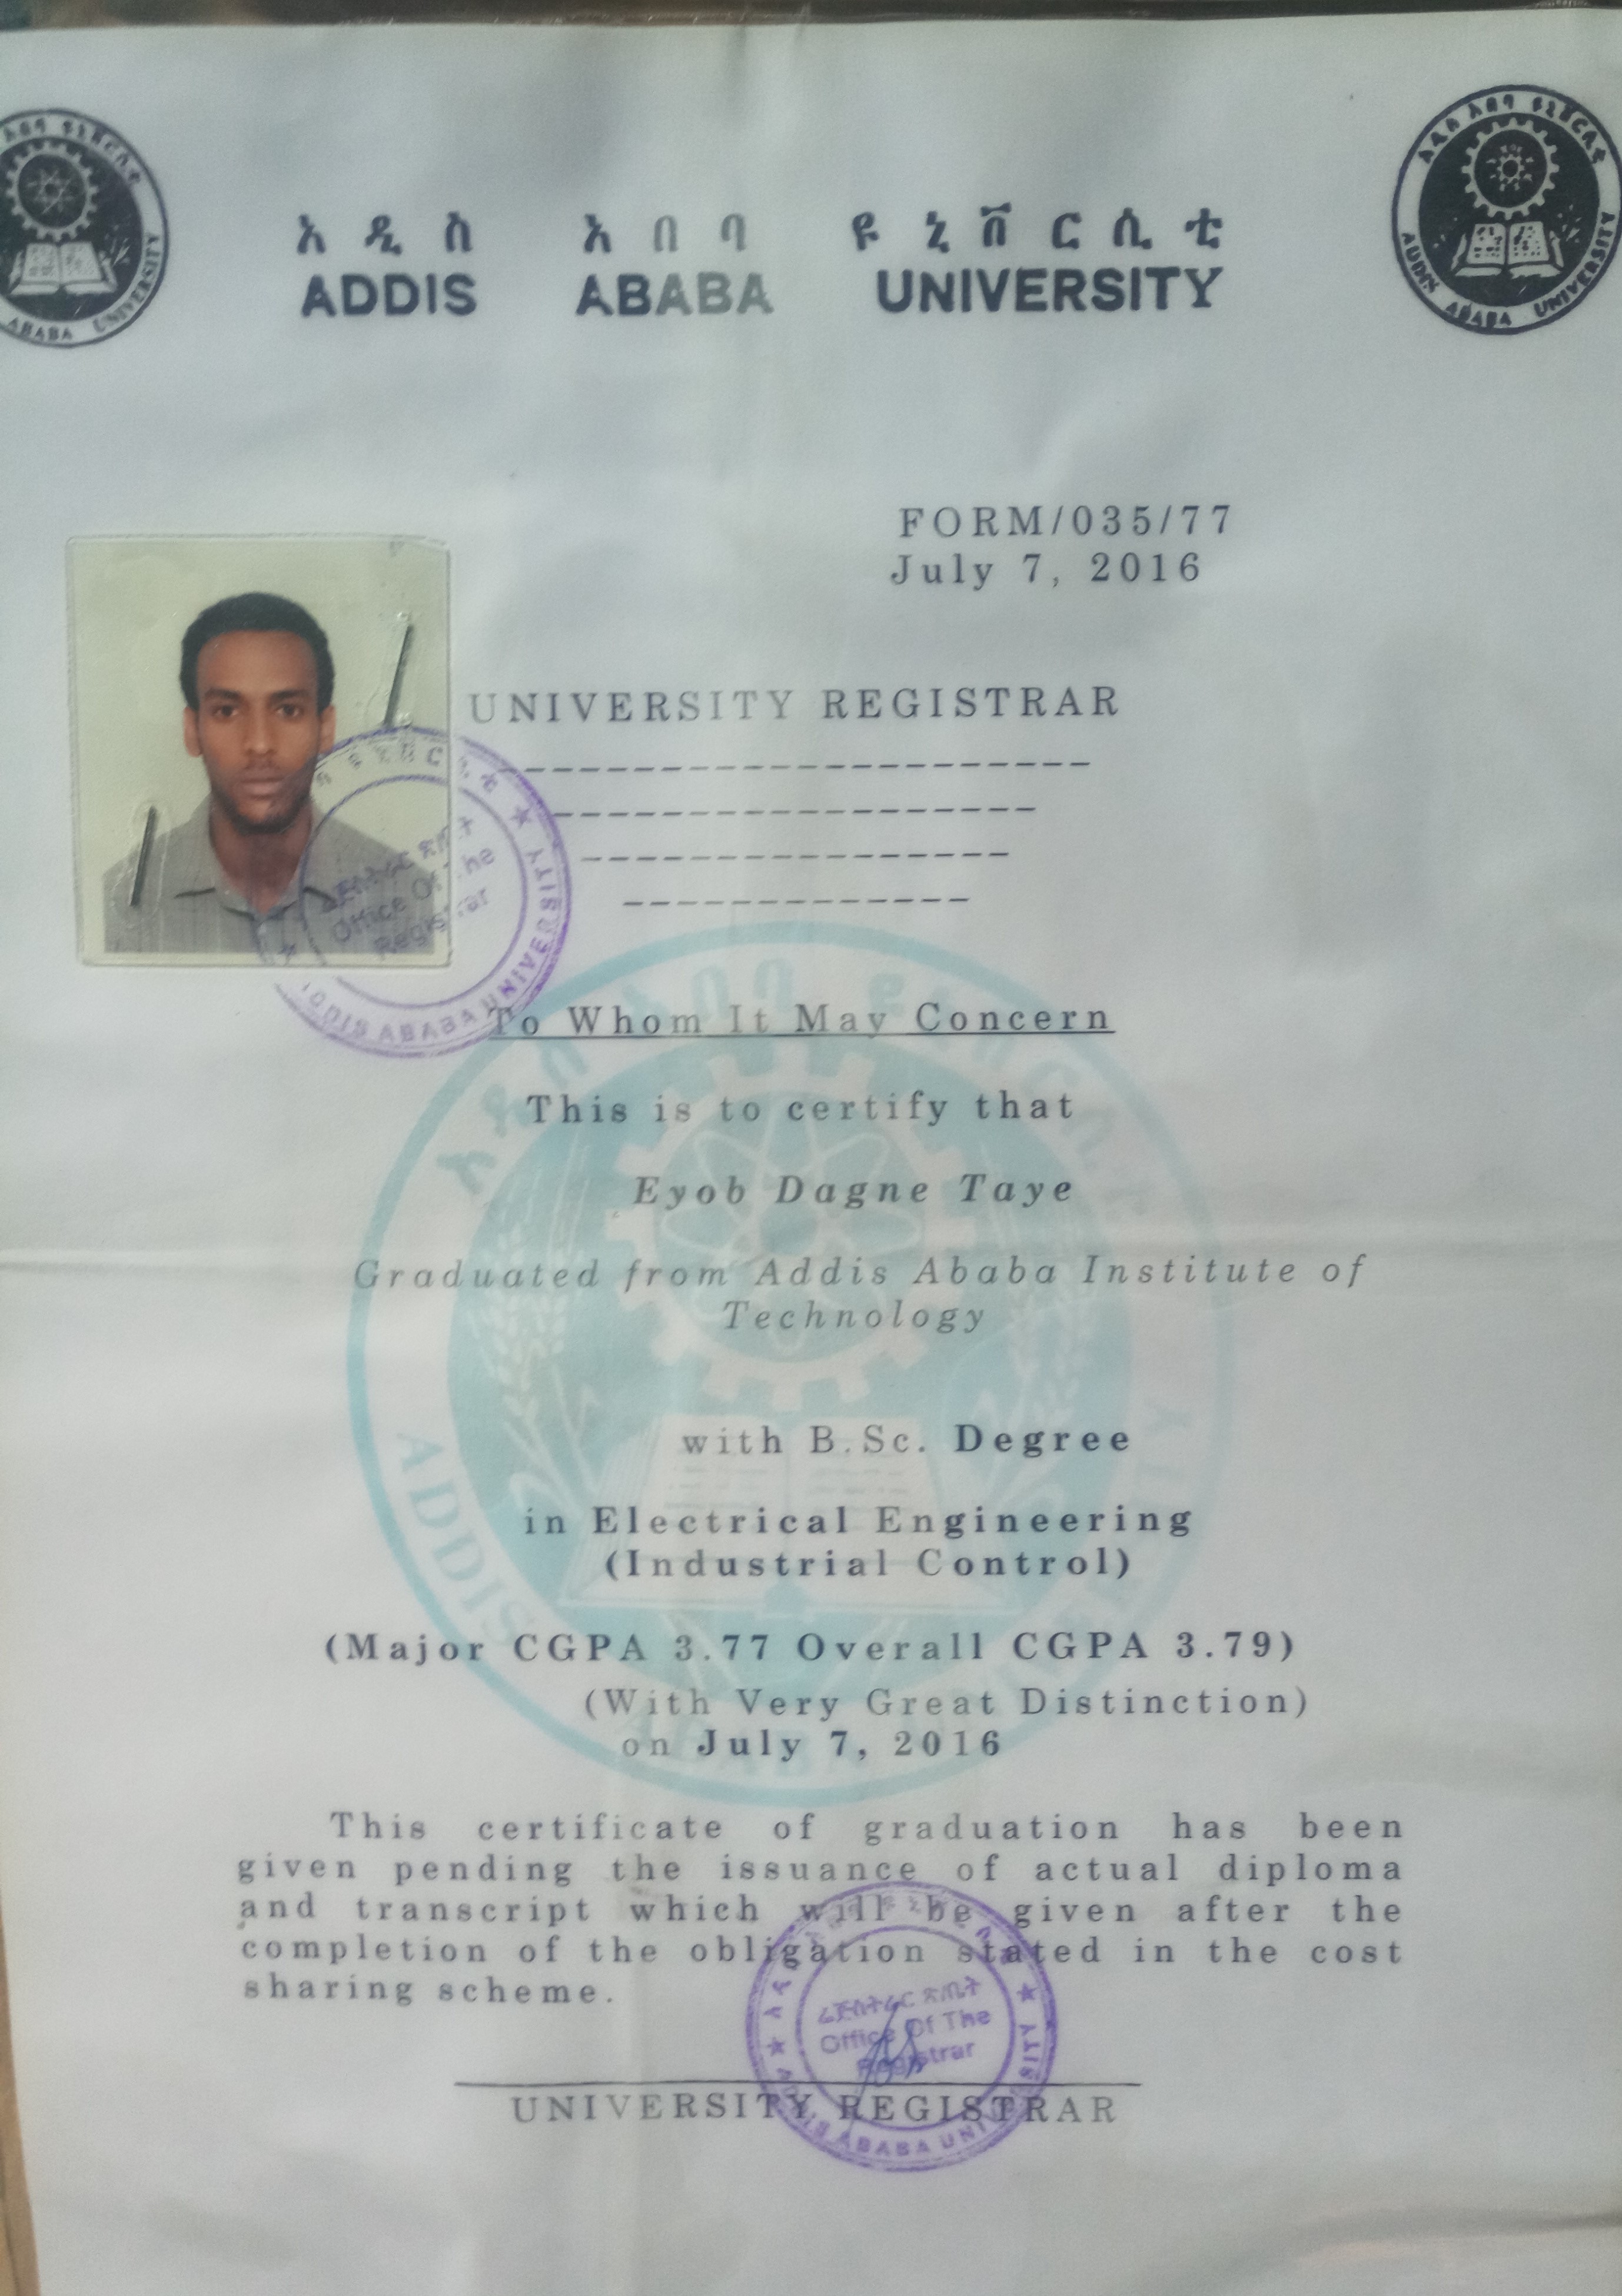 አዲስ አበባ ዩኒቨርሲቲ
ADDIS ABABA UNIVERSITY
አበባ ዩኒቨርሲቲ
ABABA UNIVERSITY
አዲስ አበባ ዩኒቨርሲቲ
ADDIS ABABA UNIVERSITY
FORM/035/77
July 7, 2016
UNIVERSITY REGISTRAR
Office Of The
Registrar
ADDIS ABABA UNIVERSITY
To Whom It May Concern
This is to certify that
Eyob Dagne Taye
Graduated from Addis Ababa Institute of
Technology
with B.Sc. Degree
in Electrical Engineering
(Industrial Control)
(Major CGPA 3.77 Overall CGPA 3.79)
(With Very Great Distinction)
on July 7, 2016
ADDIS
This certificate of graduation has been
given pending the issuance of actual diploma
and transcript which will be given after the
completion of the obligation stated in the cost
sharing scheme.
Office Of The
Registrar
ADDIS ABABA UNIVERSITY
UNIVERSITY REGISTRAR